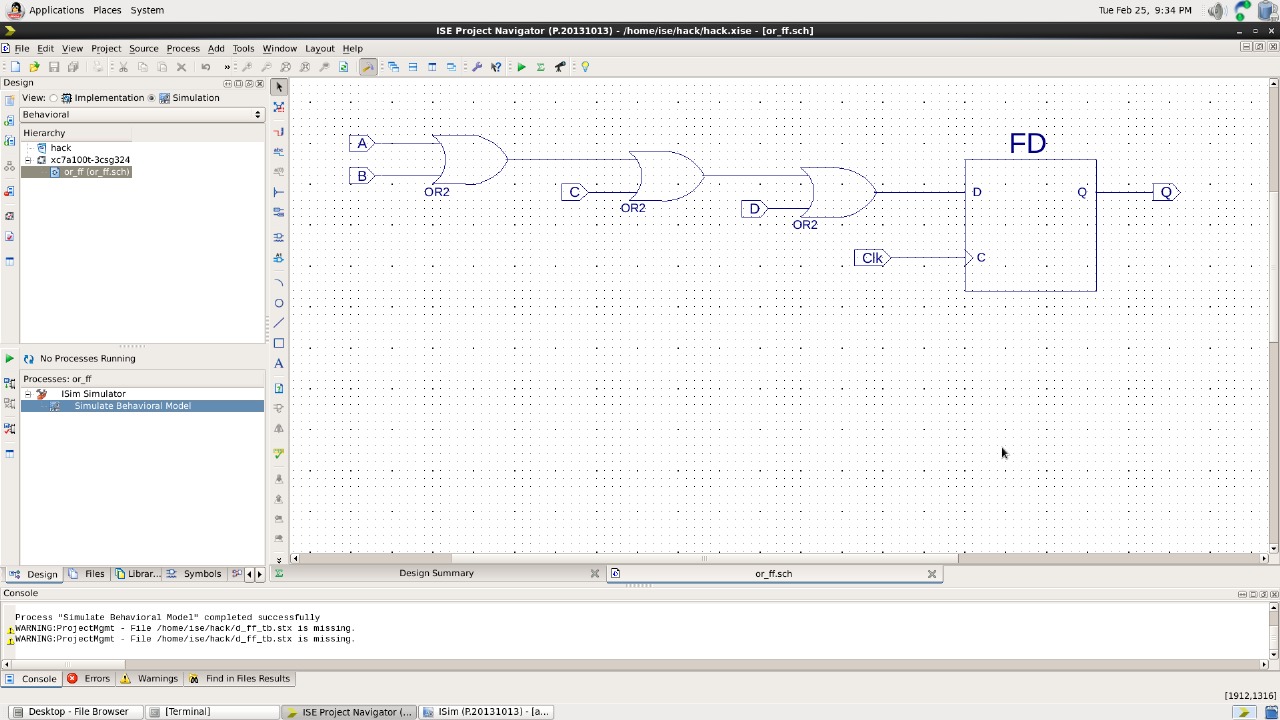 Applications Places System
Tue Feb 25, 9:34 PM
ISE Project Navigator (P.20131013) - /home/ise/hack/hack.xise - [or_ff.sch]
File Edit View Project Source Process Add Tools Window Layout Help
Design
View: Implementation Simulation
Behavioral
Hierarchy
hack
xc7a100t-3csg324
or_ff (or_ff.sch)
No Processes Running
Processes: or_ff
ISim Simulator
Simulate Behavioral Model
FD
A
B
OR2
C
OR2
D
OR2
D
Q
Q
Clk
C
Design Files Librar... Symbols
Design Summary
or_ff.sch
Console
Process "Simulate Behavioral Model" completed successfully
WARNING:ProjectMgmt - File /home/ise/hack/d_ff_tb.stx is missing.
WARNING:ProjectMgmt - File /home/ise/hack/d_ff_tb.stx is missing.
Console Errors Warnings Find in Files Results
[1912,1316]
Desktop - File Browser
[Terminal]
ISE Project Navigator (...
ISim (P.20131013) - [a...